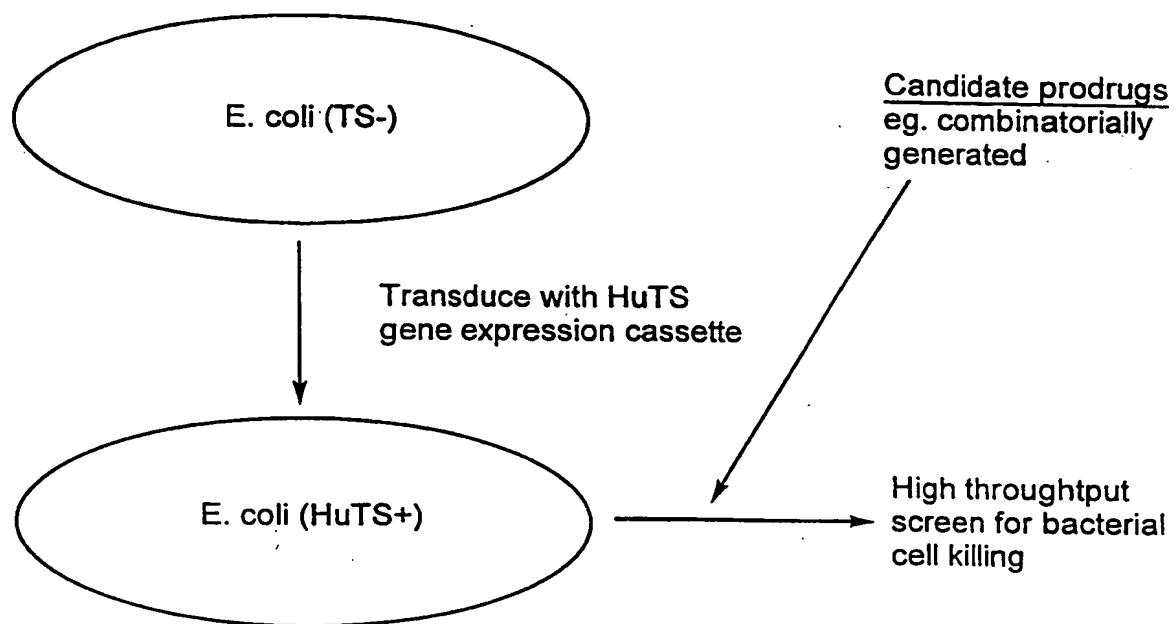 E. coli (TS-)
Candidate prodrugs
eg. combinatorially
generated
Transduce with HuTS
gene expression cassette
E. coli (HuTS+)
High throughtput
screen for bacterial
cell killing